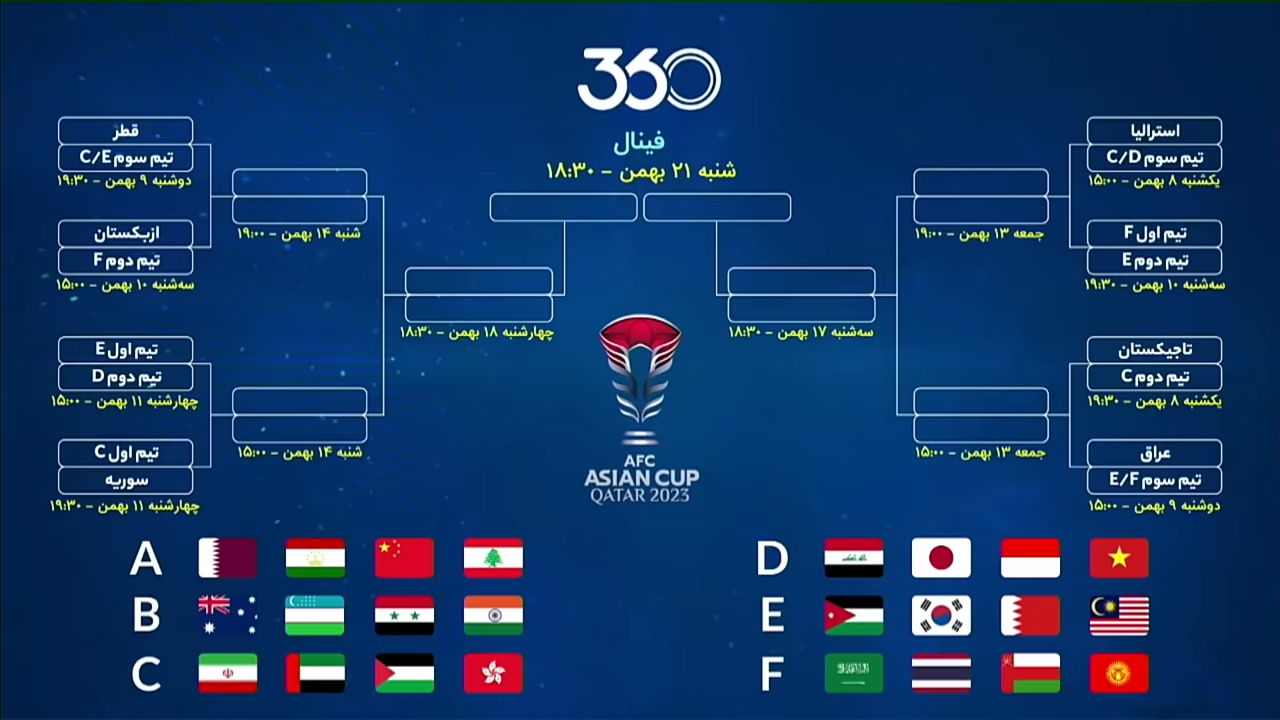 360
فینال
شنبه ۲۱ بهمن – ۱۸:۳۰
قطر
تیم سوم C/E
دوشنبه ۹ بهمن – ۱۹:۳۰
ازبکستان
تیم دوم F
سه‌شنبه ۱۰ بهمن – ۱۵:۰۰
تیم اول E
تیم دوم D
چهارشنبه ۱۱ بهمن – ۱۵:۰۰
تیم اول C
سوریه
چهارشنبه ۱۱ بهمن – ۱۹:۳۰
شنبه ۱۴ بهمن – ۱۹:۰۰
شنبه ۱۴ بهمن – ۱۵:۰۰
چهارشنبه ۱۸ بهمن – ۱۸:۳۰
سه‌شنبه ۱۷ بهمن – ۱۸:۳۰
جمعه ۱۳ بهمن – ۱۹:۰۰
جمعه ۱۳ بهمن – ۱۵:۰۰
استرالیا
تیم سوم C/D
یکشنبه ۸ بهمن – ۱۵:۰۰
تیم اول F
تیم دوم E
سه‌شنبه ۱۰ بهمن – ۱۹:۳۰
تاجیکستان
تیم دوم C
یکشنبه ۸ بهمن – ۱۹:۳۰
عراق
تیم سوم E/F
دوشنبه ۹ بهمن – ۱۵:۰۰
AFC
ASIAN CUP
QATAR 2023
A
B
C
D
E
F